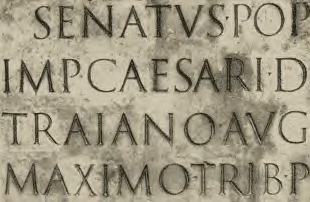 SENATVS·POP
IMP·CAESARI·D
TRAIANO AVG
MAXIMO·TRIB·P